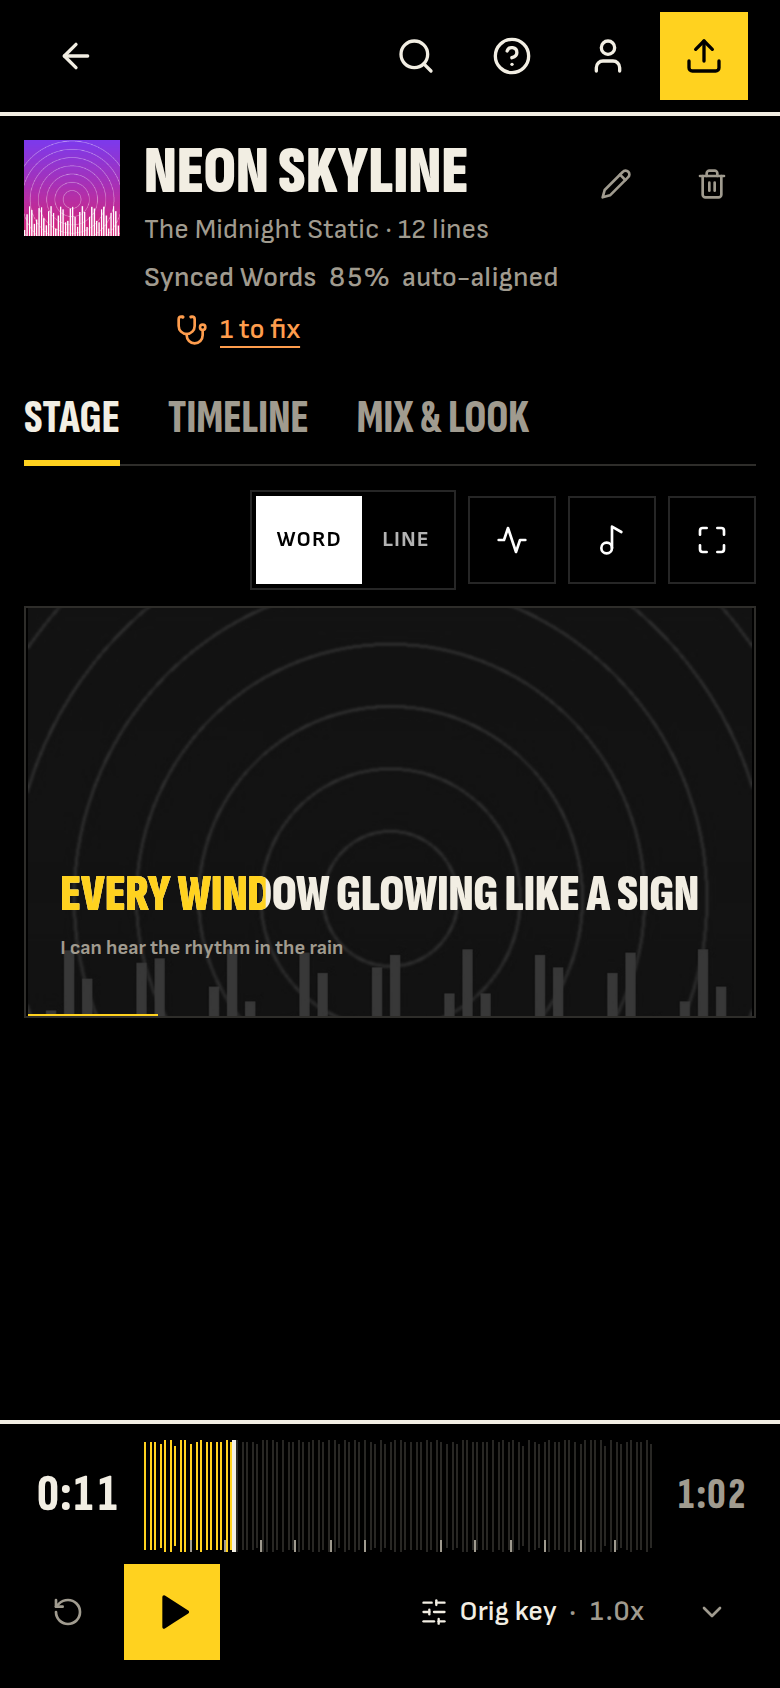 NEON SKYLINE
The Midnight Static · 12 lines
Synced Words 85% auto-aligned
1 to fix
STAGE TIMELINE MIX & LOOK
WORD LINE
EVERY WINDOW GLOWING LIKE A SIGN
I can hear the rhythm in the rain
0:11 1:02
Orig key · 1.0x